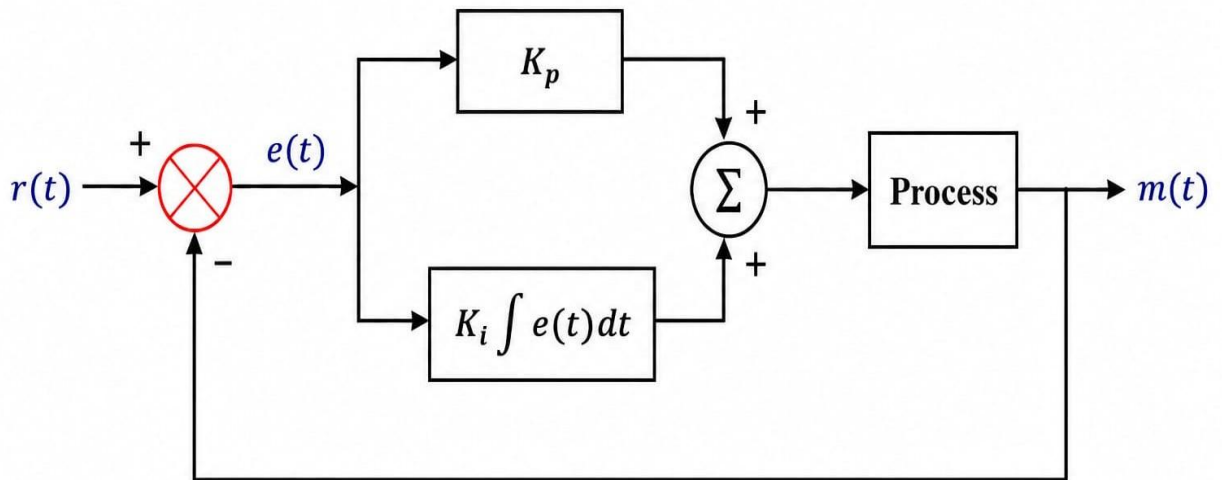 K_p
+
+
r(t)
e(t)
Σ
Process
m(t)
−
K_i ∫ e(t)dt
+